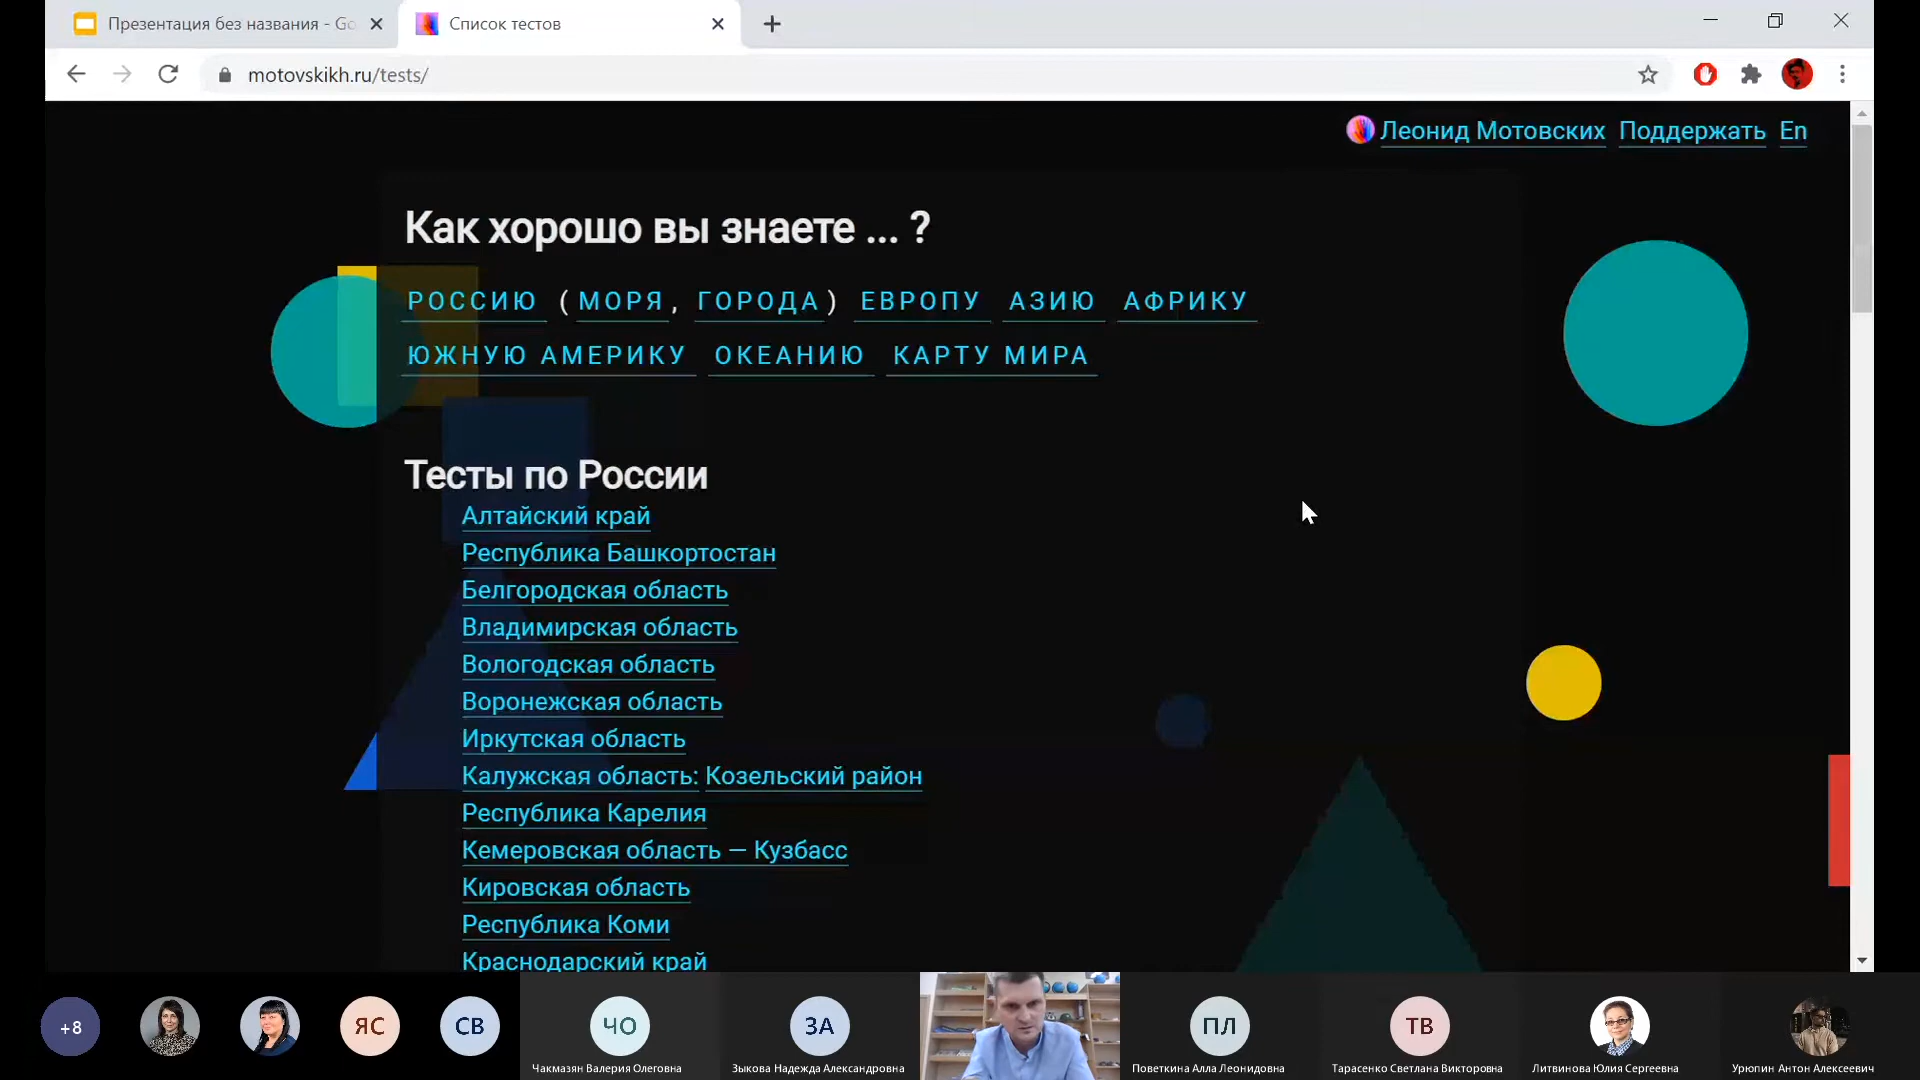 Презентация без названия - Go
Список тестов
motovskikh.ru/tests/
Леонид Мотовских Поддержать En
Как хорошо вы знаете ... ?
РОССИЮ (МОРЯ, ГОРОДА) ЕВРОПУ АЗИЮ АФРИКУ
ЮЖНУЮ АМЕРИКУ ОКЕАНИЮ КАРТУ МИРА
Тесты по России
Алтайский край
Республика Башкортостан
Белгородская область
Владимирская область
Вологодская область
Воронежская область
Иркутская область
Калужская область: Козельский район
Республика Карелия
Кемеровская область — Кузбасс
Кировская область
Республика Коми
Краснодарский край
+8
ЯС
СВ
ЧО
ЗА
ПЛ
ТВ
Чакмазян Валерия Олеговна
Зыкова Надежда Александровна
Поветкина Алла Леонидовна
Тарасенко Светлана Викторовна
Литвинова Юлия Сергеевна
Урюпин Антон Алексеевич